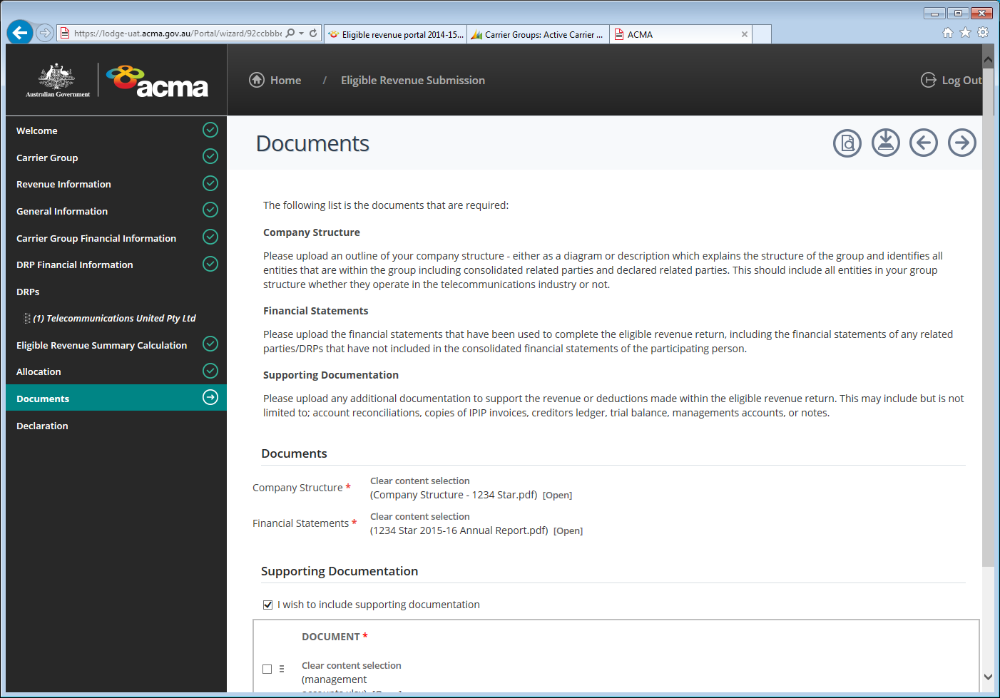 https://lodge-uat.acma.gov.au/Portal/wizard/92ccbbb
Eligible revenue portal 2014-15...
Carrier Groups: Active Carrier ...
ACMA
Australian Government
acma
Home / Eligible Revenue Submission
Log Out
Welcome
Carrier Group
Revenue Information
General Information
Carrier Group Financial Information
DRP Financial Information
DRPs
(1) Telecommunications United Pty Ltd
Eligible Revenue Summary Calculation
Allocation
Documents
Declaration
Documents
The following list is the documents that are required:
Company Structure
Please upload an outline of your company structure - either as a diagram or description which explains the structure of the group and identifies all
entities that are within the group including consolidated related parties and declared related parties. This should include all entities in your group
structure whether they operate in the telecommunications industry or not.
Financial Statements
Please upload the financial statements that have been used to complete the eligible revenue return, including the financial statements of any related
parties/DRPs that have not included in the consolidated financial statements of the participating person.
Supporting Documentation
Please upload any additional documentation to support the revenue or deductions made within the eligible revenue return. This may include but is not
limited to; account reconciliations, copies of IPIP invoices, creditors ledger, trial balance, managements accounts, or notes.
Documents
Company Structure *
Clear content selection
(Company Structure - 1234 Star.pdf) [Open]
Financial Statements *
Clear content selection
(1234 Star 2015-16 Annual Report.pdf) [Open]
Supporting Documentation
I wish to include supporting documentation
DOCUMENT *
Clear content selection
(management
accounts.xlsx) [Open]